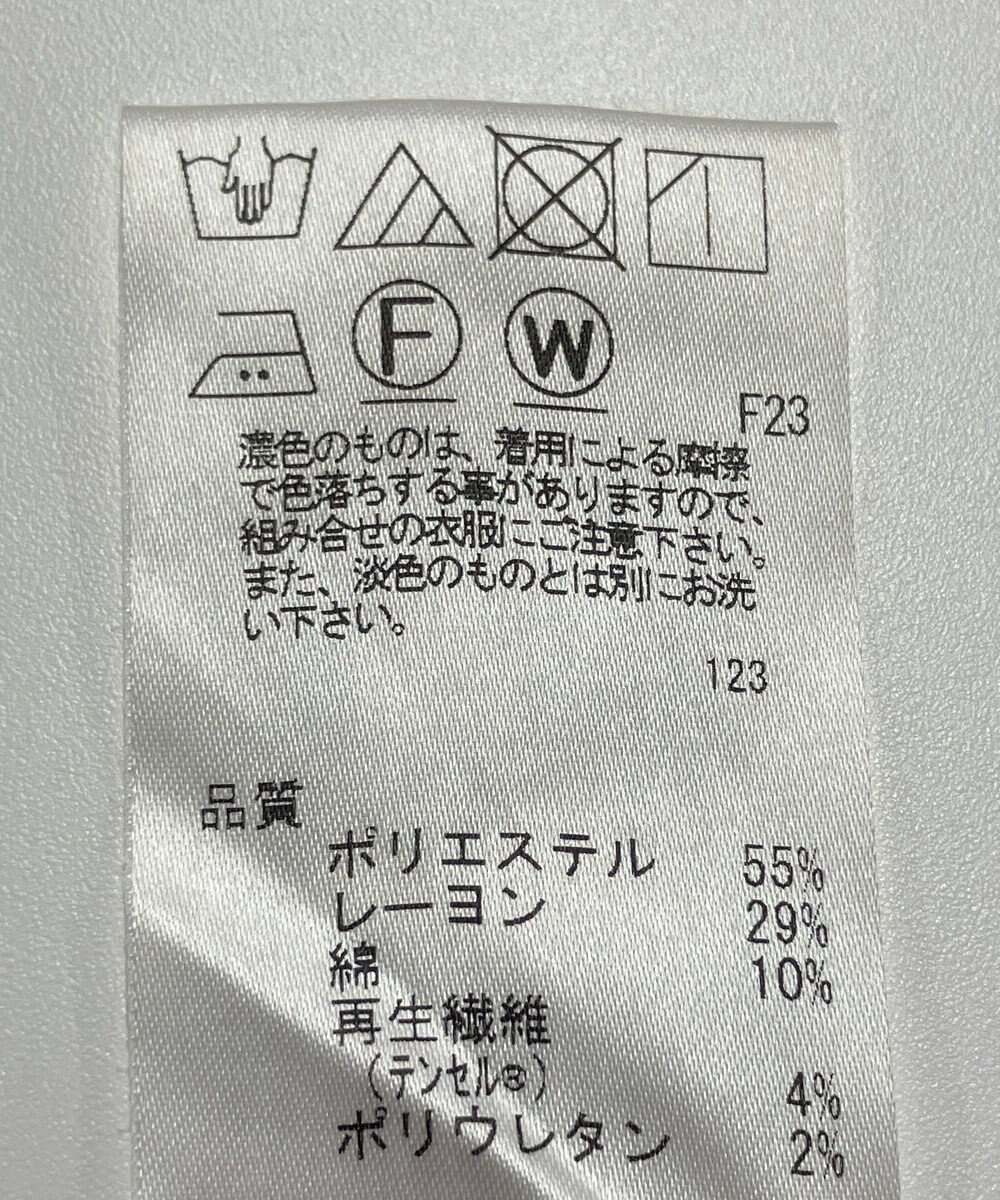 F
W
F23
濃色のものは、着用による摩擦
で色落ちする事がありますので、
組み合せの衣服にご注意下さい。
また、淡色のものとは別にお洗
い下さい。
123
品質
ポリエステル 55%
レーヨン 29%
綿 10%
再生繊維
(テンセル®) 4%
ポリウレタン 2%